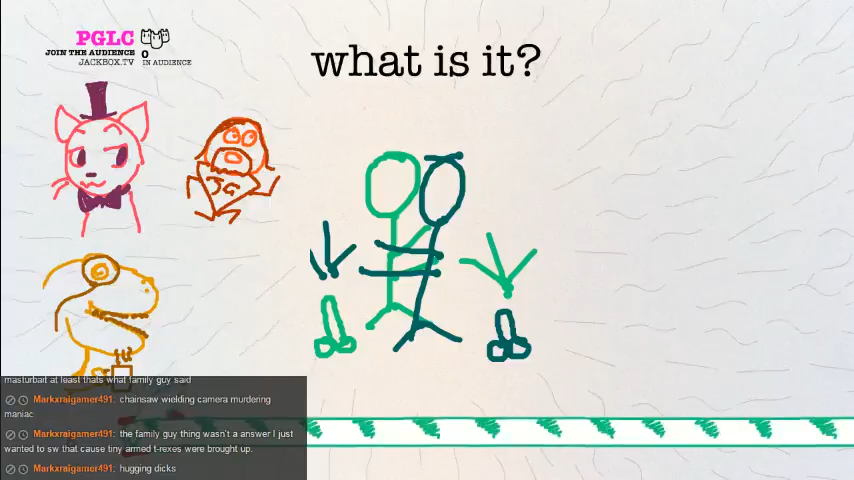 PGLC
JOIN THE AUDIENCE
JACKBOX.TV
0
IN AUDIENCE
what is it?
JG
masturbait at least thats what family guy said
Markxraigamer491: chainsaw wielding camera murdering
maniac
Markxraigamer491: the family guy thing wasn't a answer I just
wanted to sw that cause tiny armed t-rexes were brought up.
Markxraigamer491: hugging dicks